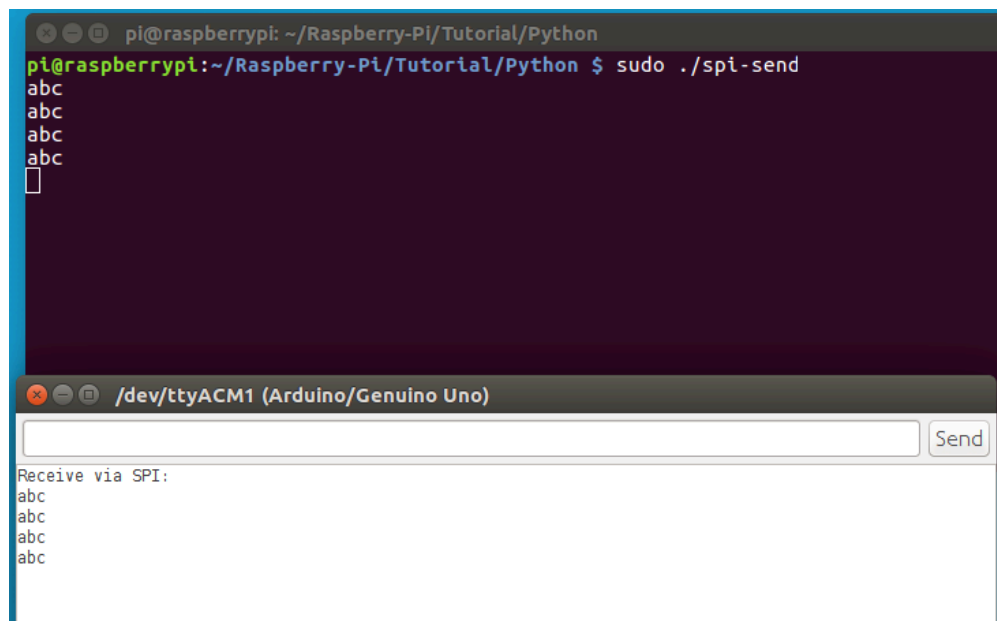 pi@raspberrypi: ~/Raspberry-Pi/Tutorial/Python
pi@raspberrypi:~/Raspberry-Pi/Tutorial/Python $ sudo ./spi-send
abc
abc
abc
abc
/dev/ttyACM1 (Arduino/Genuino Uno)
Send
Receive via SPI:
abc
abc
abc
abc